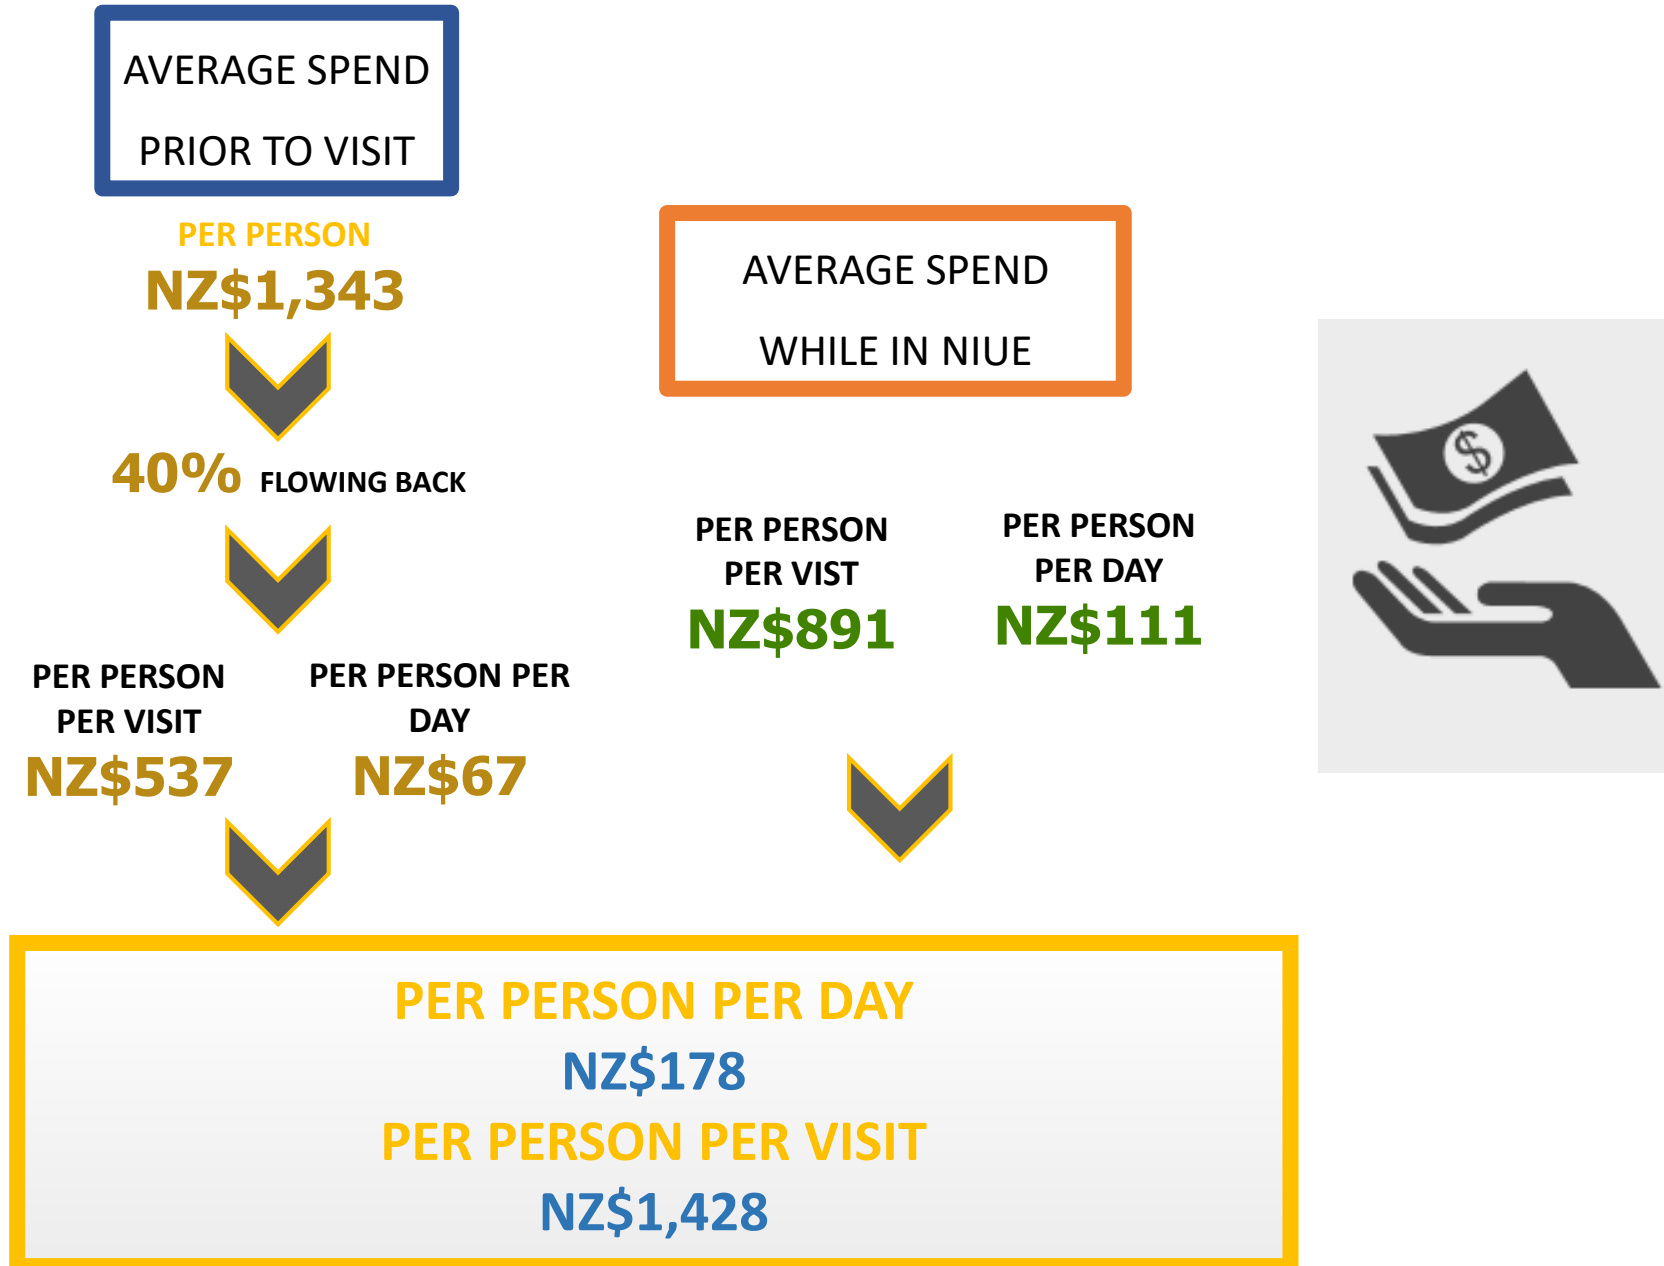 AVERAGE SPEND
PRIOR TO VISIT
PER PERSON
NZ$1,343
40% FLOWING BACK
PER PERSON
PER VISIT
NZ$537
PER PERSON PER
DAY
NZ$67
AVERAGE SPEND
WHILE IN NIUE
PER PERSON
PER VIST
NZ$891
PER PERSON
PER DAY
NZ$111
$
PER PERSON PER DAY
NZ$178
PER PERSON PER VISIT
NZ$1,428